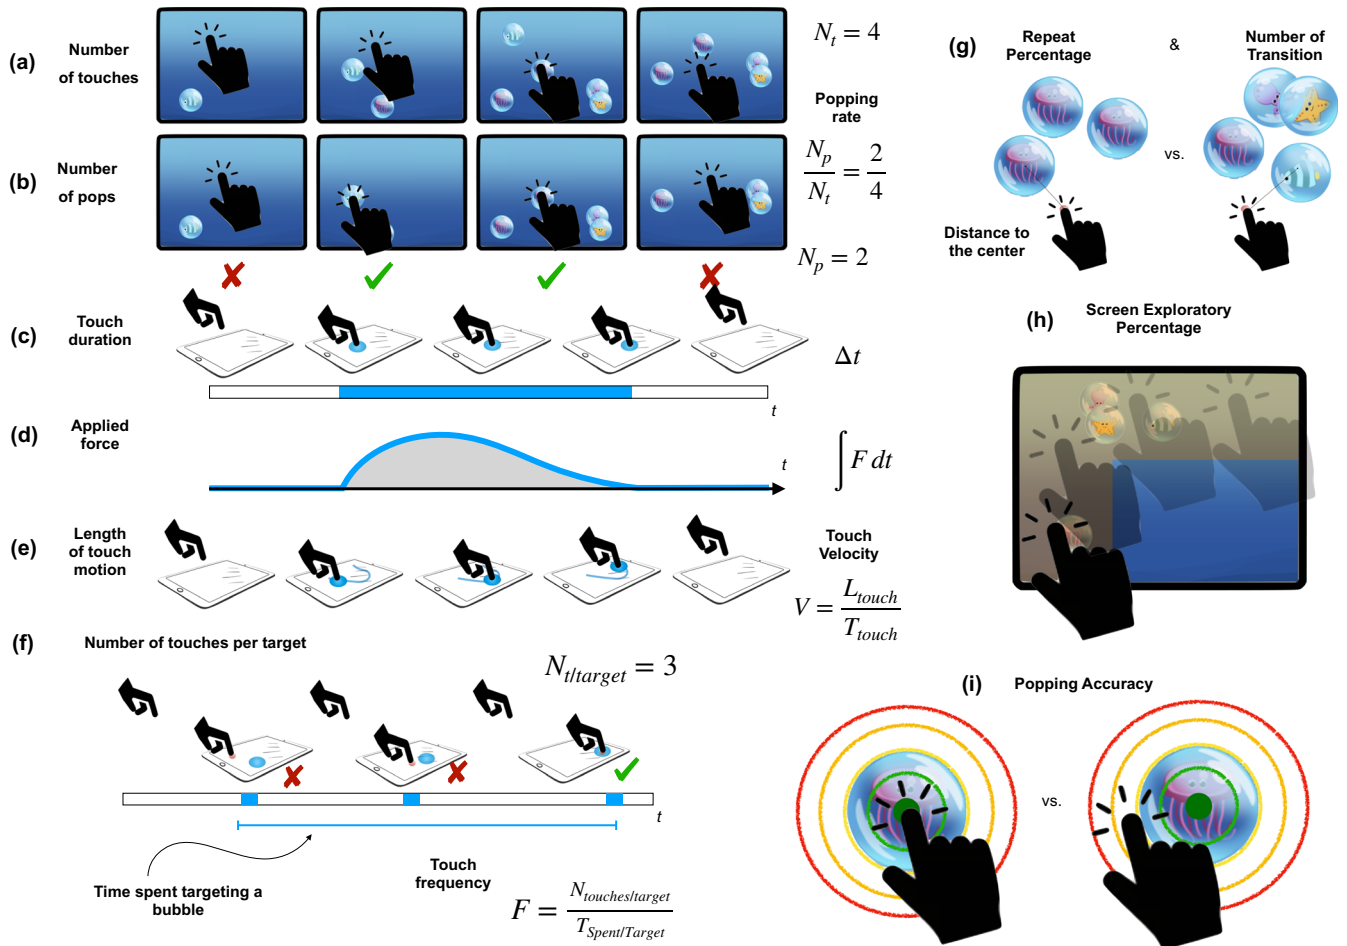 (a)
Number
of touches
N_t = 4
Popping
rate
(b)
Number
of pops
N_p / N_t = 2 / 4
N_p = 2
✗ ✓ ✓ ✗
(c)
Touch
duration
Δt
t
(d)
Applied
force
t
∫ F dt
(e)
Length
of touch
motion
Touch
Velocity
V = L_touch / T_touch
(f)
Number of touches per target
N_t/target = 3
✗ ✗ ✓
t
Time spent targeting a
bubble
Touch
frequency
F = N_touches/target / T_Spent/Target
(g)
Repeat
Percentage
&
Number of
Transition
vs.
Distance to
the center
(h)
Screen Exploratory
Percentage
(i)
Popping Accuracy
vs.